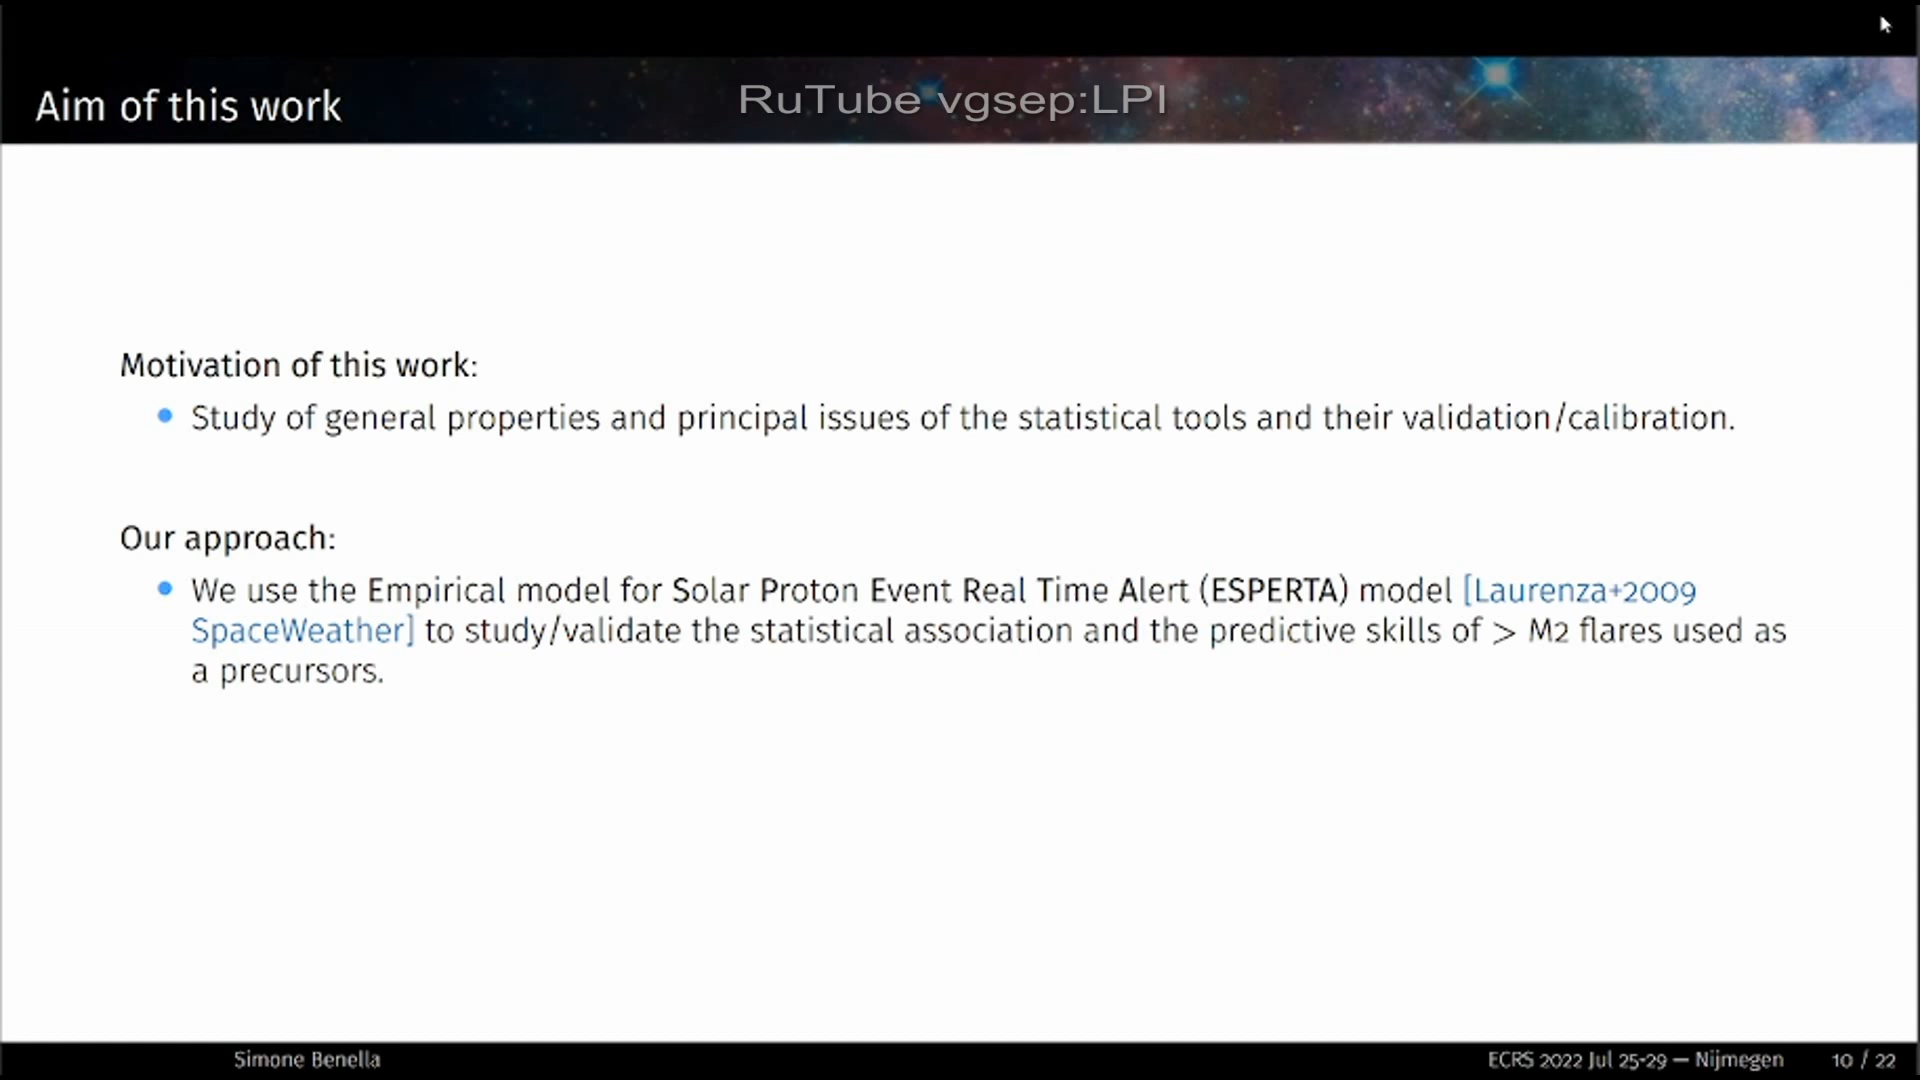 Aim of this work
RuTube vgsep:LPI
Motivation of this work:
Study of general properties and principal issues of the statistical tools and their validation/calibration.
Our approach:
We use the Empirical model for Solar Proton Event Real Time Alert (ESPERTA) model [Laurenza+2009
SpaceWeather] to study/validate the statistical association and the predictive skills of > M2 flares used as
a precursors.
Simone Benella
ECRS 2022 Jul 25-29 — Nijmegen
10 / 22